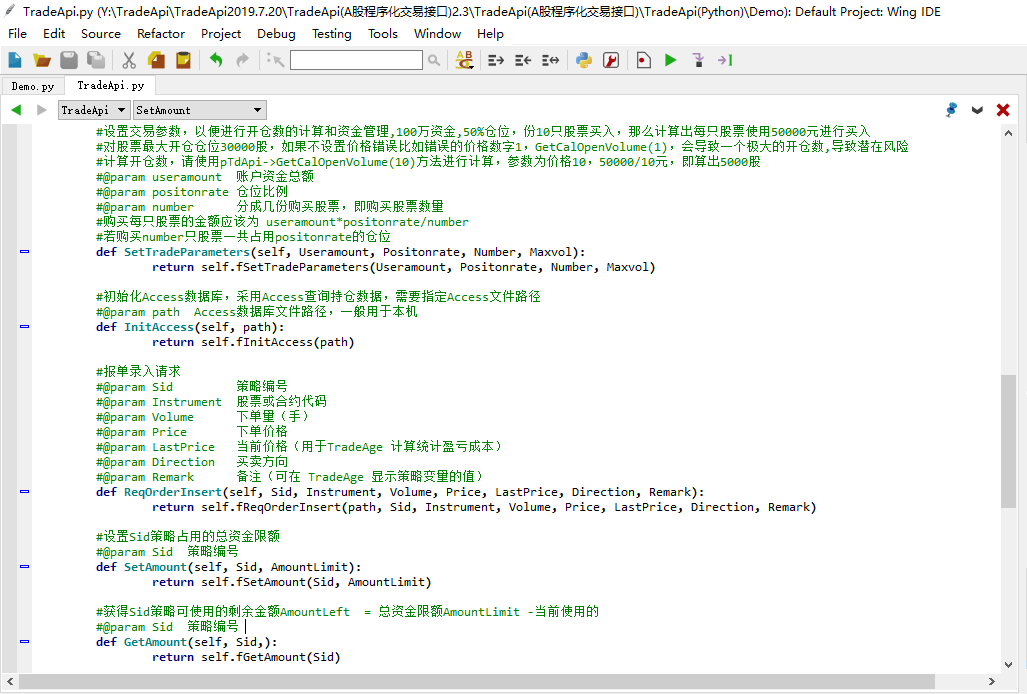 TradeApi.py (Y:\TradeApi\TradeApi2019.7.20\TradeApi(A股程序化交易接口)2.3\TradeApi(A股程序化交易接口)\TradeApi(Python)\Demo): Default Project: Wing IDE
File Edit Source Refactor Project Debug Testing Tools Window Help
Demo.py TradeApi.py
TradeApi SetAmount
#设置交易参数，以便进行开仓数的计算和资金管理,100万资金,50%仓位，份10只股票买入，那么计算出每只股票使用50000元进行买入
#对股票最大开仓仓位30000股，如果不设置价格错误比如错误的价格数字1，GetCalOpenVolume(1)，会导致一个极大的开仓数,导致潜在风险
#计算开仓数，请使用pTdApi->GetCalOpenVolume(10)方法进行计算，参数为价格10，50000/10元，即算出5000股
#@param useramount 账户资金总额
#@param positonrate 仓位比例
#@param number 分成几份购买股票，即购买股票数量
#购买每只股票的金额应该为 useramount*positonrate/number
#若购买number只股票一共占用positonrate的仓位
def SetTradeParameters(self, Useramount, Positonrate, Number, Maxvol):
return self.fSetTradeParameters(Useramount, Positonrate, Number, Maxvol)
#初始化Access数据库，采用Access查询持仓数据，需要指定Access文件路径
#@param path Access数据库文件路径，一般用于本机
def InitAccess(self, path):
return self.fInitAccess(path)
#报单录入请求
#@param Sid 策略编号
#@param Instrument 股票或合约代码
#@param Volume 下单量（手）
#@param Price 下单价格
#@param LastPrice 当前价格（用于TradeAge 计算统计盈亏成本）
#@param Direction 买卖方向
#@param Remark 备注（可在 TradeAge 显示策略变量的值）
def ReqOrderInsert(self, Sid, Instrument, Volume, Price, LastPrice, Direction, Remark):
return self.fReqOrderInsert(path, Sid, Instrument, Volume, Price, LastPrice, Direction, Remark)
#设置Sid策略占用的总资金限额
#@param Sid 策略编号
def SetAmount(self, Sid, AmountLimit):
return self.fSetAmount(Sid, AmountLimit)
#获得Sid策略可使用的剩余金额AmountLeft = 总资金限额AmountLimit -当前使用的
#@param Sid 策略编号
def GetAmount(self, Sid,):
return self.fGetAmount(Sid)